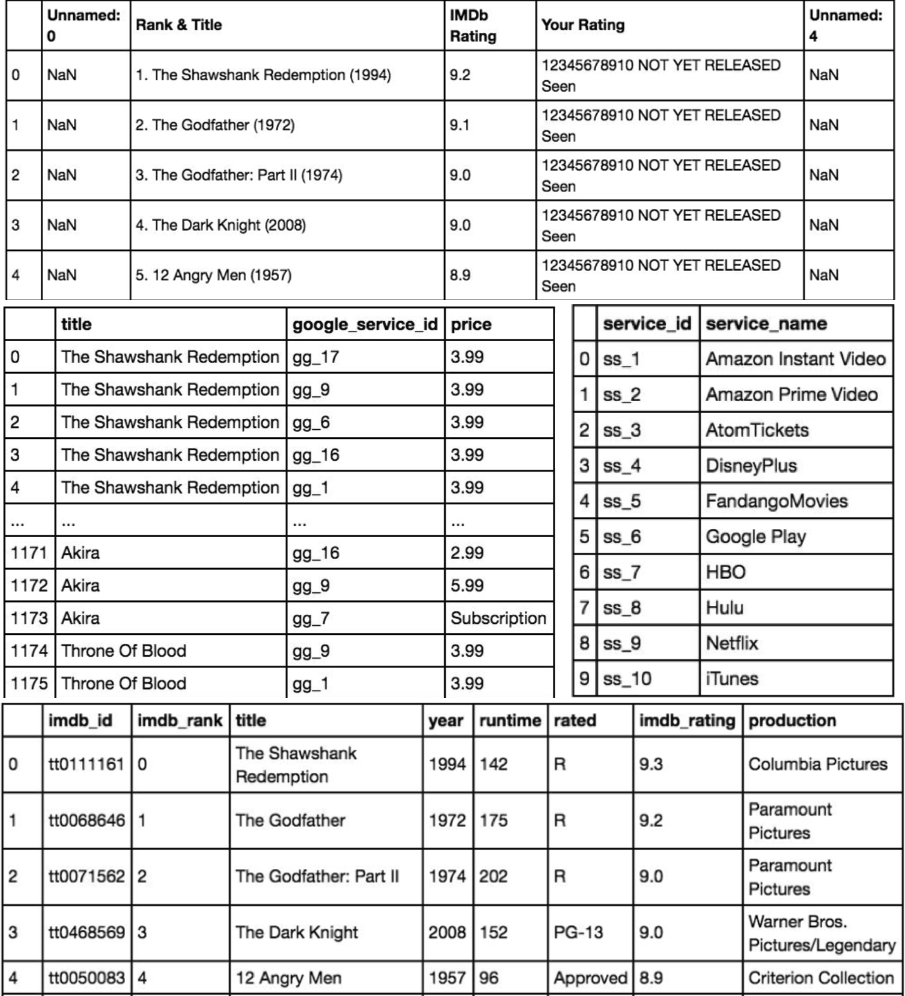 Unnamed: 0 Rank & Title IMDb Rating Your Rating Unnamed: 4
0 NaN 1. The Shawshank Redemption (1994) 9.2 12345678910 NOT YET RELEASED Seen NaN
1 NaN 2. The Godfather (1972) 9.1 12345678910 NOT YET RELEASED Seen NaN
2 NaN 3. The Godfather: Part II (1974) 9.0 12345678910 NOT YET RELEASED Seen NaN
3 NaN 4. The Dark Knight (2008) 9.0 12345678910 NOT YET RELEASED Seen NaN
4 NaN 5. 12 Angry Men (1957) 8.9 12345678910 NOT YET RELEASED Seen NaN
title google_service_id price
0 The Shawshank Redemption gg_17 3.99
1 The Shawshank Redemption gg_9 3.99
2 The Shawshank Redemption gg_6 3.99
3 The Shawshank Redemption gg_16 3.99
4 The Shawshank Redemption gg_1 3.99
... ... ... ...
1171 Akira gg_16 2.99
1172 Akira gg_9 5.99
1173 Akira gg_7 Subscription
1174 Throne Of Blood gg_9 3.99
1175 Throne Of Blood gg_1 3.99
service_id service_name
0 ss_1 Amazon Instant Video
1 ss_2 Amazon Prime Video
2 ss_3 AtomTickets
3 ss_4 DisneyPlus
4 ss_5 FandangoMovies
5 ss_6 Google Play
6 ss_7 HBO
7 ss_8 Hulu
8 ss_9 Netflix
9 ss_10 iTunes
imdb_id imdb_rank title year runtime rated imdb_rating production
0 tt0111161 0 The Shawshank Redemption 1994 142 R 9.3 Columbia Pictures
1 tt0068646 1 The Godfather 1972 175 R 9.2 Paramount Pictures
2 tt0071562 2 The Godfather: Part II 1974 202 R 9.0 Paramount Pictures
3 tt0468569 3 The Dark Knight 2008 152 PG-13 9.0 Warner Bros. Pictures/Legendary
4 tt0050083 4 12 Angry Men 1957 96 Approved 8.9 Criterion Collection